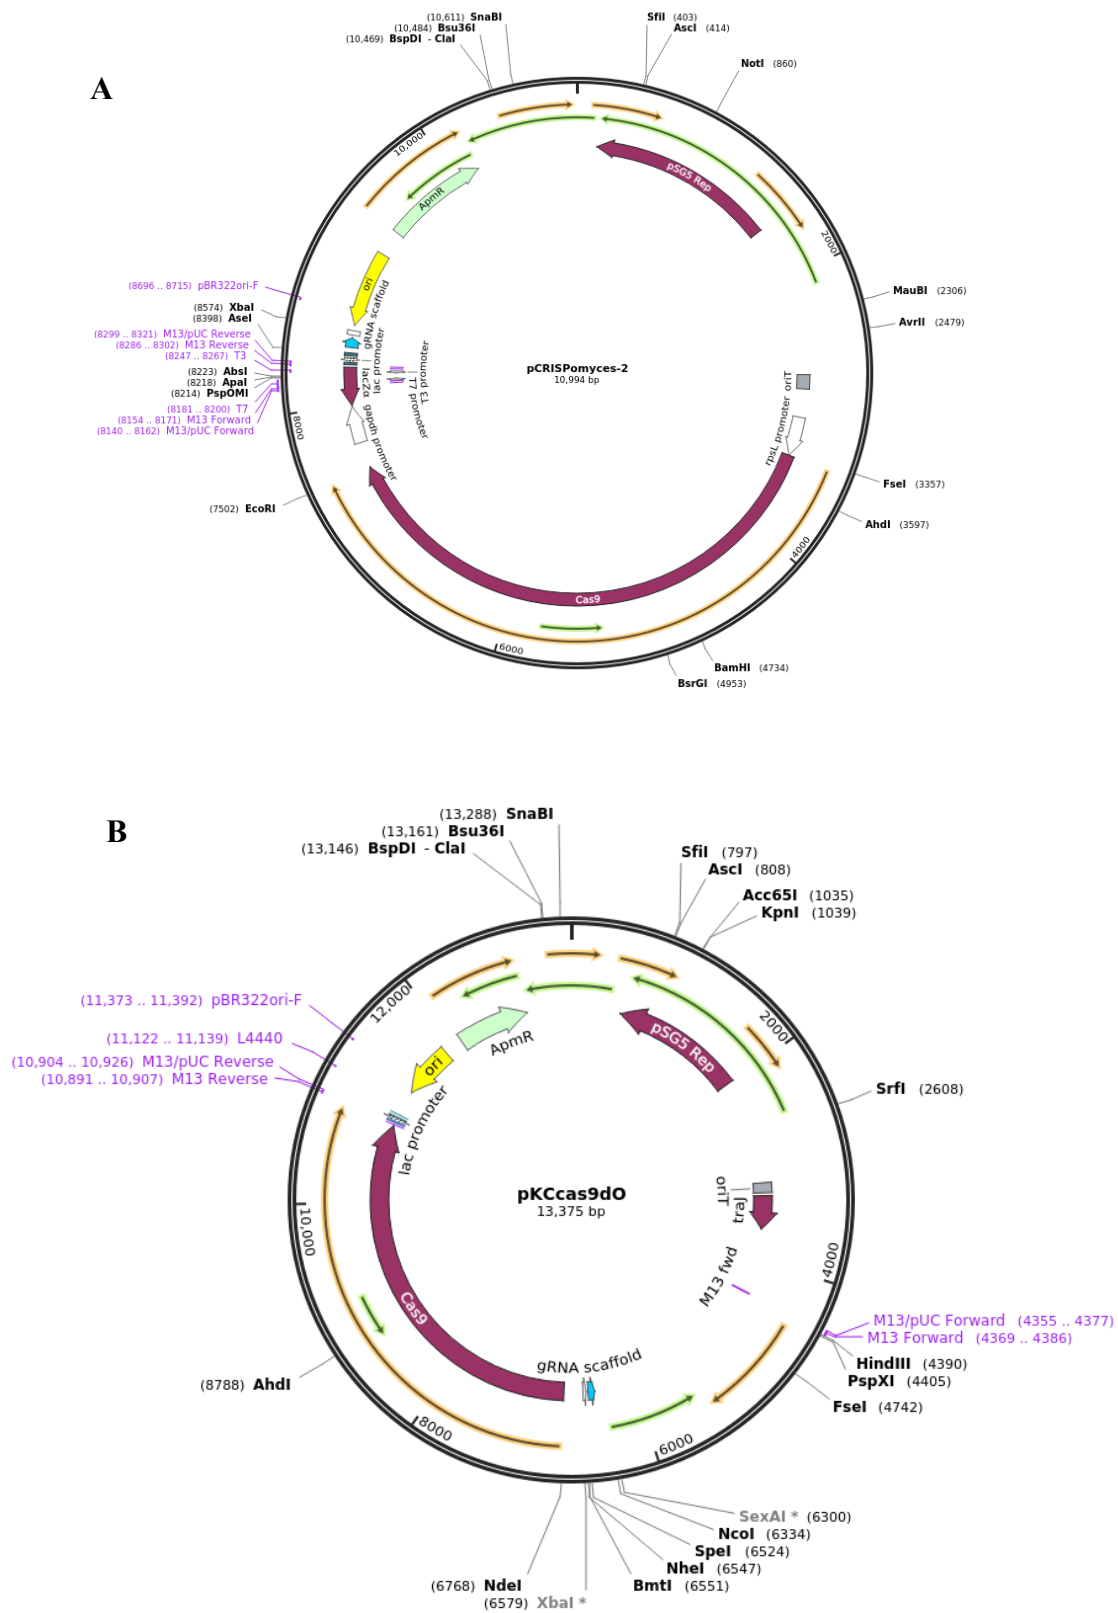 A
(10,611) SnaBI
(10,484) Bsu36I
(10,469) BspDI - ClaI
SfiI (403)
AscI (414)
NotI (860)
10,000
pSG5 Rep
ApmR
2000
(8696 .. 8715) pBR322ori-F
(8574) XbaI
(8398) AseI
(8299 .. 8321) M13/pUC Reverse
(8286 .. 8302) M13 Reverse
(8247 .. 8267) T3
(8223) AbsI
(8218) ApaI
(8214) PspOMI
(8181 .. 8200) T7
(8154 .. 8171) M13 Forward
(8140 .. 8162) M13/pUC Forward
ori
gRNA scaffold
lac promoter
lacZα
gapdh promoter
T3 promoter
T7 promoter
pCRISPomyces-2
10,994 bp
MauBI (2306)
AvrII (2479)
oriT
rpsL promoter
8000
(7502) EcoRI
FseI (3357)
AhdI (3597)
4000
Cas9
6000
BamHI (4734)
BsrGI (4953)
B
(13,288) SnaBI
(13,161) Bsu36I
(13,146) BspDI - ClaI
SfiI (797)
AscI (808)
Acc65I (1035)
KpnI (1039)
12,000
2000
(11,373 .. 11,392) pBR322ori-F
(11,122 .. 11,139) L4440
(10,904 .. 10,926) M13/pUC Reverse
(10,891 .. 10,907) M13 Reverse
ApmR
pSG5 Rep
ori
lac promoter
SrfI (2608)
pKCcas9dO
13,375 bp
oriT
traJ
10,000
4000
M13 fwd
Cas9
M13/pUC Forward (4355 .. 4377)
M13 Forward (4369 .. 4386)
HindIII (4390)
PspXI (4405)
FseI (4742)
gRNA scaffold
(8788) AhdI
8000
6000
SexAI * (6300)
NcoI (6334)
SpeI (6524)
NheI (6547)
BmtI (6551)
(6768) NdeI
(6579) XbaI *